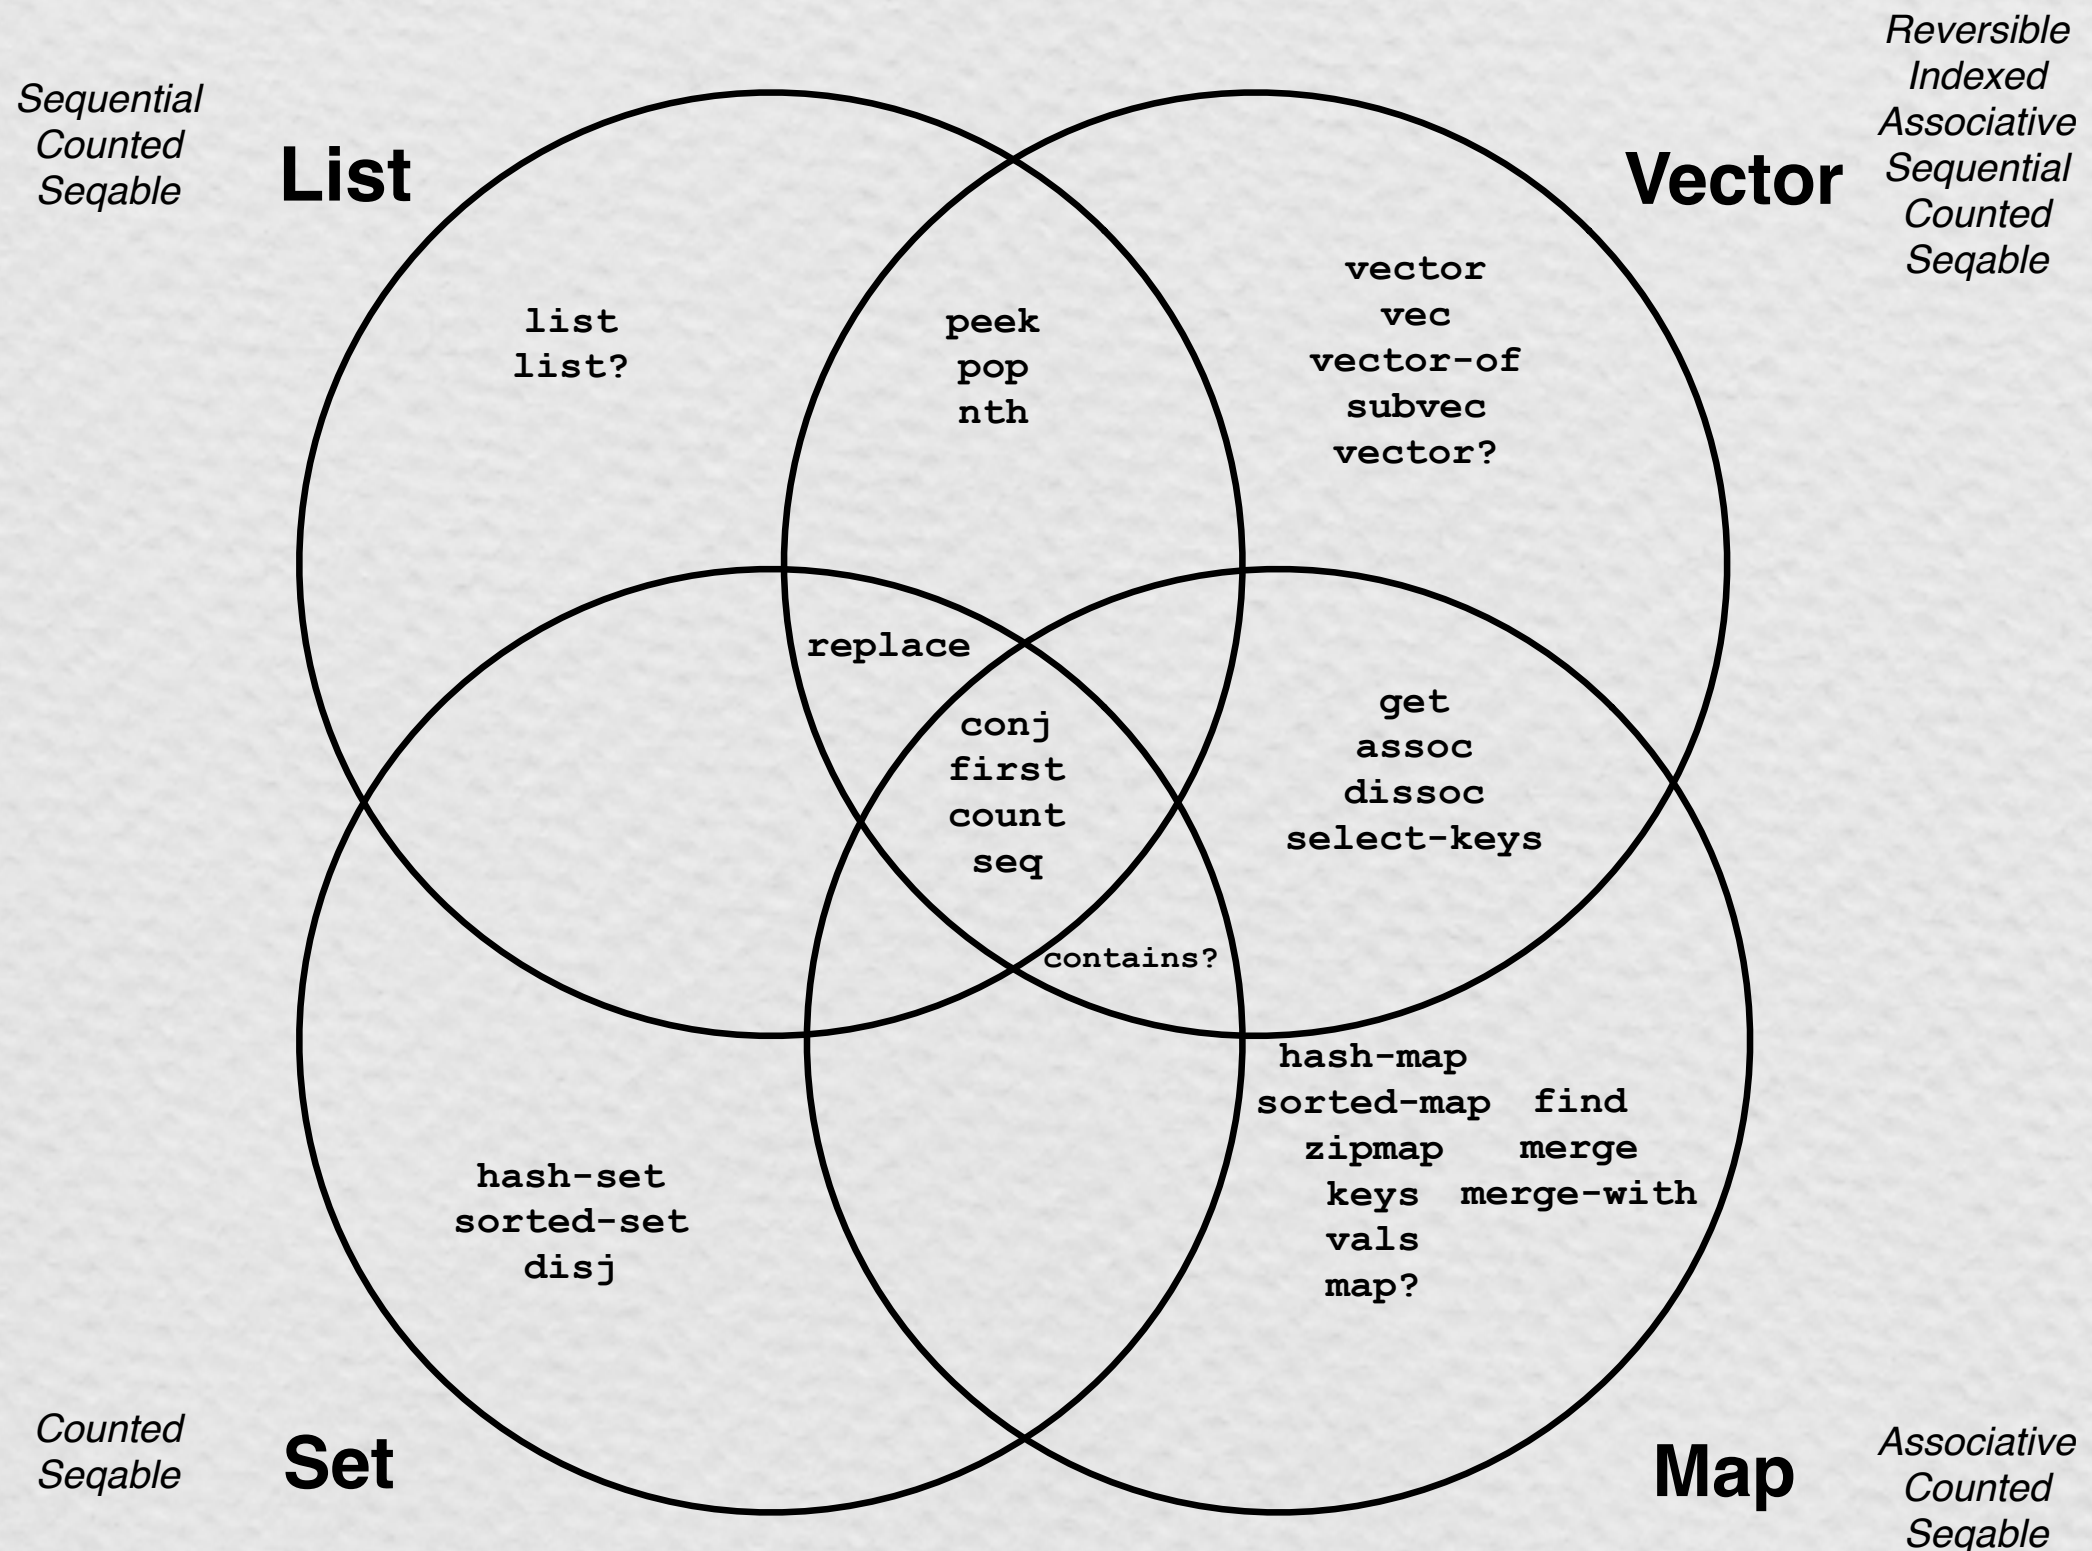 Sequential
Counted
Seqable
List
Reversible
Indexed
Associative
Sequential
Counted
Seqable
Vector
list
list?
peek
pop
nth
vector
vec
vector-of
subvec
vector?
replace
conj
first
count
seq
get
assoc
dissoc
select-keys
contains?
hash-set
sorted-set
disj
hash-map
sorted-map
zipmap
keys
vals
map?
find
merge
merge-with
Counted
Seqable
Set
Map
Associative
Counted
Seqable